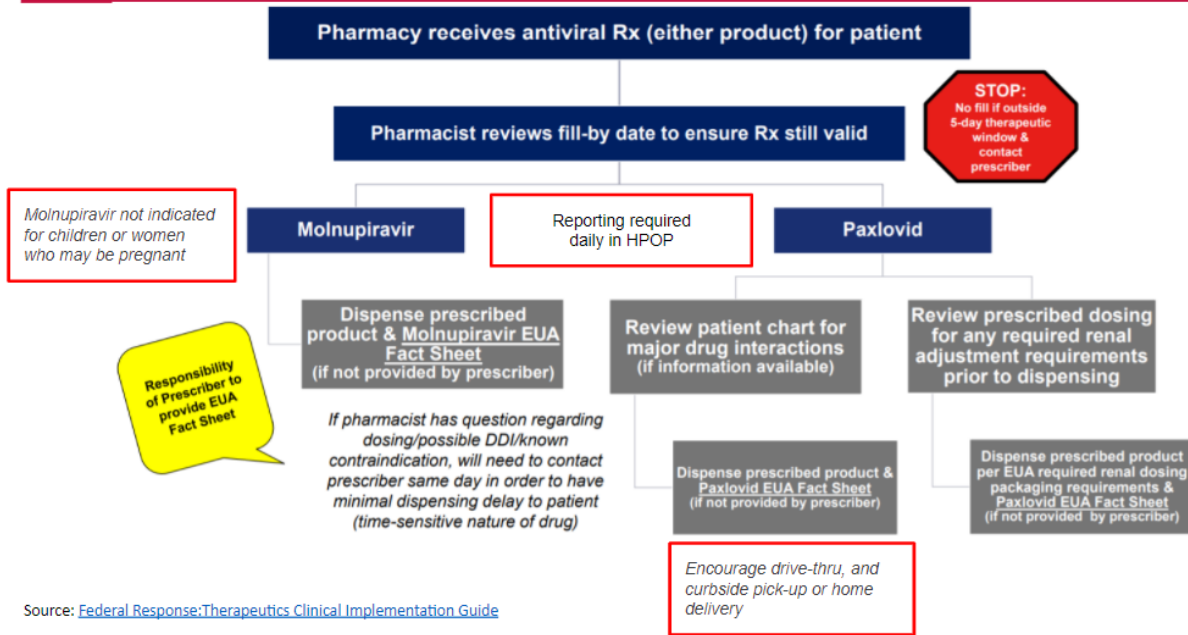 Pharmacy receives antiviral Rx (either product) for patient
STOP:
No fill if outside
5-day therapeutic
window &
contact
prescriber
Pharmacist reviews fill-by date to ensure Rx still valid
Molnupiravir not indicated
for children or women
who may be pregnant
Molnupiravir
Reporting required
daily in HPOP
Paxlovid
Dispense prescribed
product & Molnupiravir EUA
Fact Sheet
(if not provided by prescriber)
Review patient chart for
major drug interactions
(if information available)
Review prescribed dosing
for any required renal
adjustment requirements
prior to dispensing
Responsibility
of Prescriber to
provide EUA
Fact Sheet
If pharmacist has question regarding
dosing/possible DDI/known
contraindication, will need to contact
prescriber same day in order to have
minimal dispensing delay to patient
(time-sensitive nature of drug)
Dispense prescribed product &
Paxlovid EUA Fact Sheet
(if not provided by prescriber)
Dispense prescribed product
per EUA required renal dosing
packaging requirements &
Paxlovid EUA Fact Sheet
(if not provided by prescriber)
Encourage drive-thru, and
curbside pick-up or home
delivery
Source: Federal Response:Therapeutics Clinical Implementation Guide